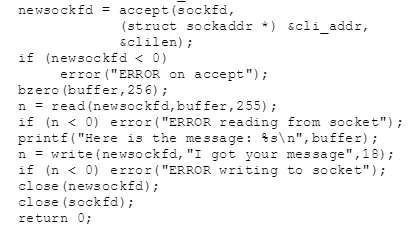 newsockfd = accept(sockfd,
            (struct sockaddr *) &cli_addr,
            &clilen);
if (newsockfd < 0)
     error("ERROR on accept");
bzero(buffer,256);
n = read(newsockfd,buffer,255);
if (n < 0) error("ERROR reading from socket");
printf("Here is the message: %s\n",buffer);
n = write(newsockfd,"I got your message",18);
if (n < 0) error("ERROR writing to socket");
close(newsockfd);
close(sockfd);
return 0;